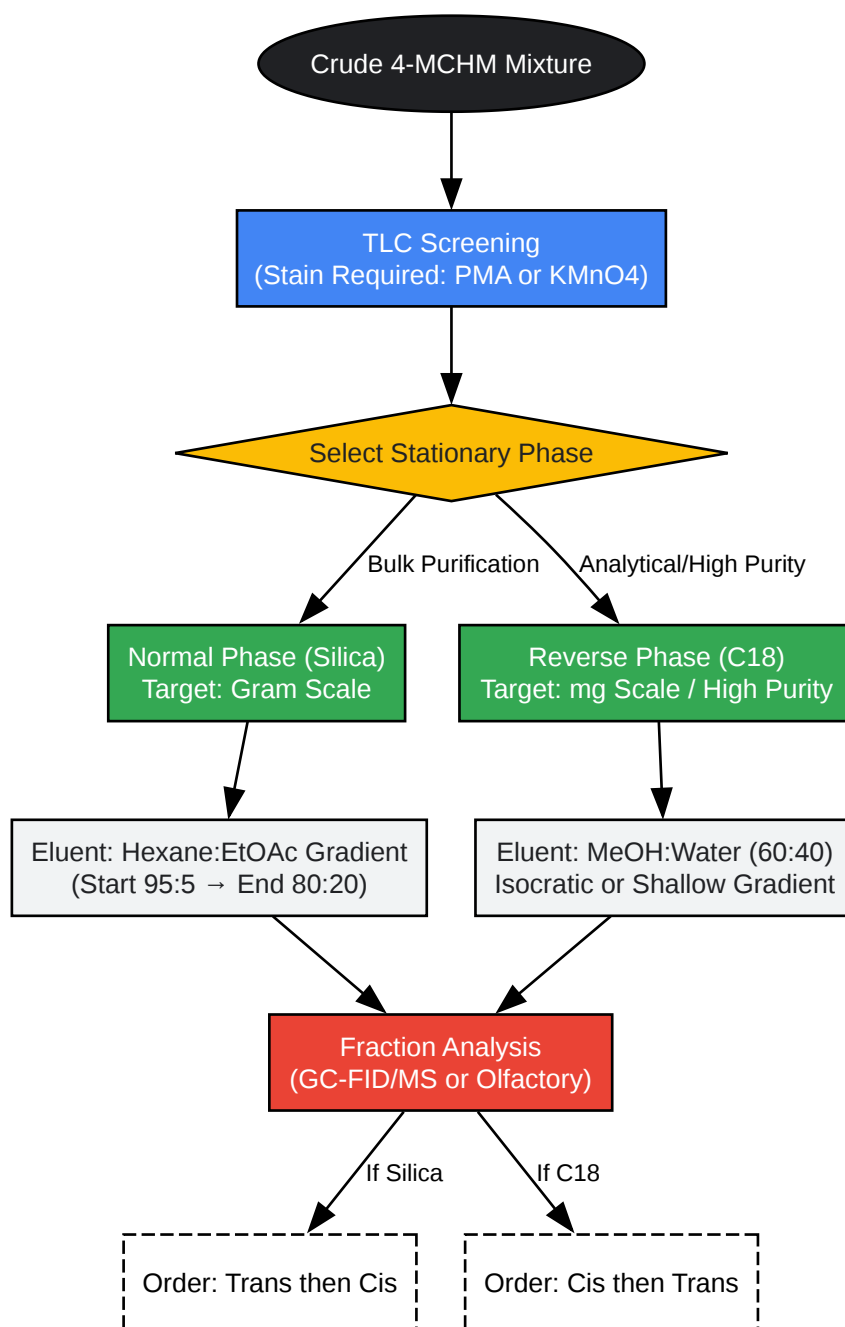 Crude 4-MCHM Mixture
TLC Screening
(Stain Required: PMA or KMnO4)
Select Stationary Phase
Bulk Purification
Analytical/High Purity
Normal Phase (Silica)
Target: Gram Scale
Reverse Phase (C18)
Target: mg Scale / High Purity
Eluent: Hexane:EtOAc Gradient
(Start 95:5 → End 80:20)
Eluent: MeOH:Water (60:40)
Isocratic or Shallow Gradient
Fraction Analysis
(GC-FID/MS or Olfactory)
If Silica
If C18
Order: Trans then Cis
Order: Cis then Trans